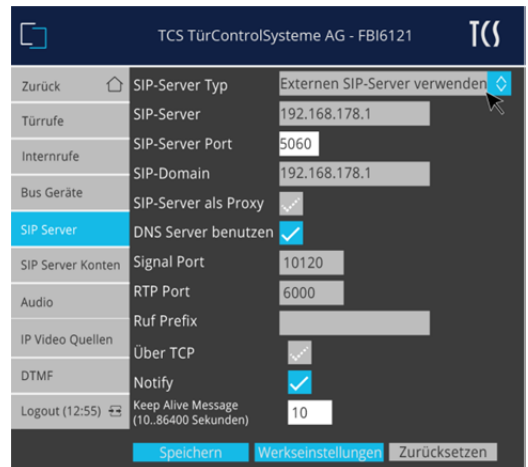 TCS TürControlSysteme AG - FBI6121
TCS
Zurück
Türrufe
Internrufe
Bus Geräte
SIP Server
SIP Server Konten
Audio
IP Video Quellen
DTMF
Logout (12:55)
SIP-Server Typ Externen SIP-Server verwenden
SIP-Server 192.168.178.1
SIP-Server Port 5060
SIP-Domain 192.168.178.1
SIP-Server als Proxy
DNS Server benutzen
Signal Port 10120
RTP Port 6000
Ruf Prefix
Über TCP
Notify
Keep Alive Message
(10..86400 Sekunden) 10
Speichern Werkseinstellungen Zurücksetzen